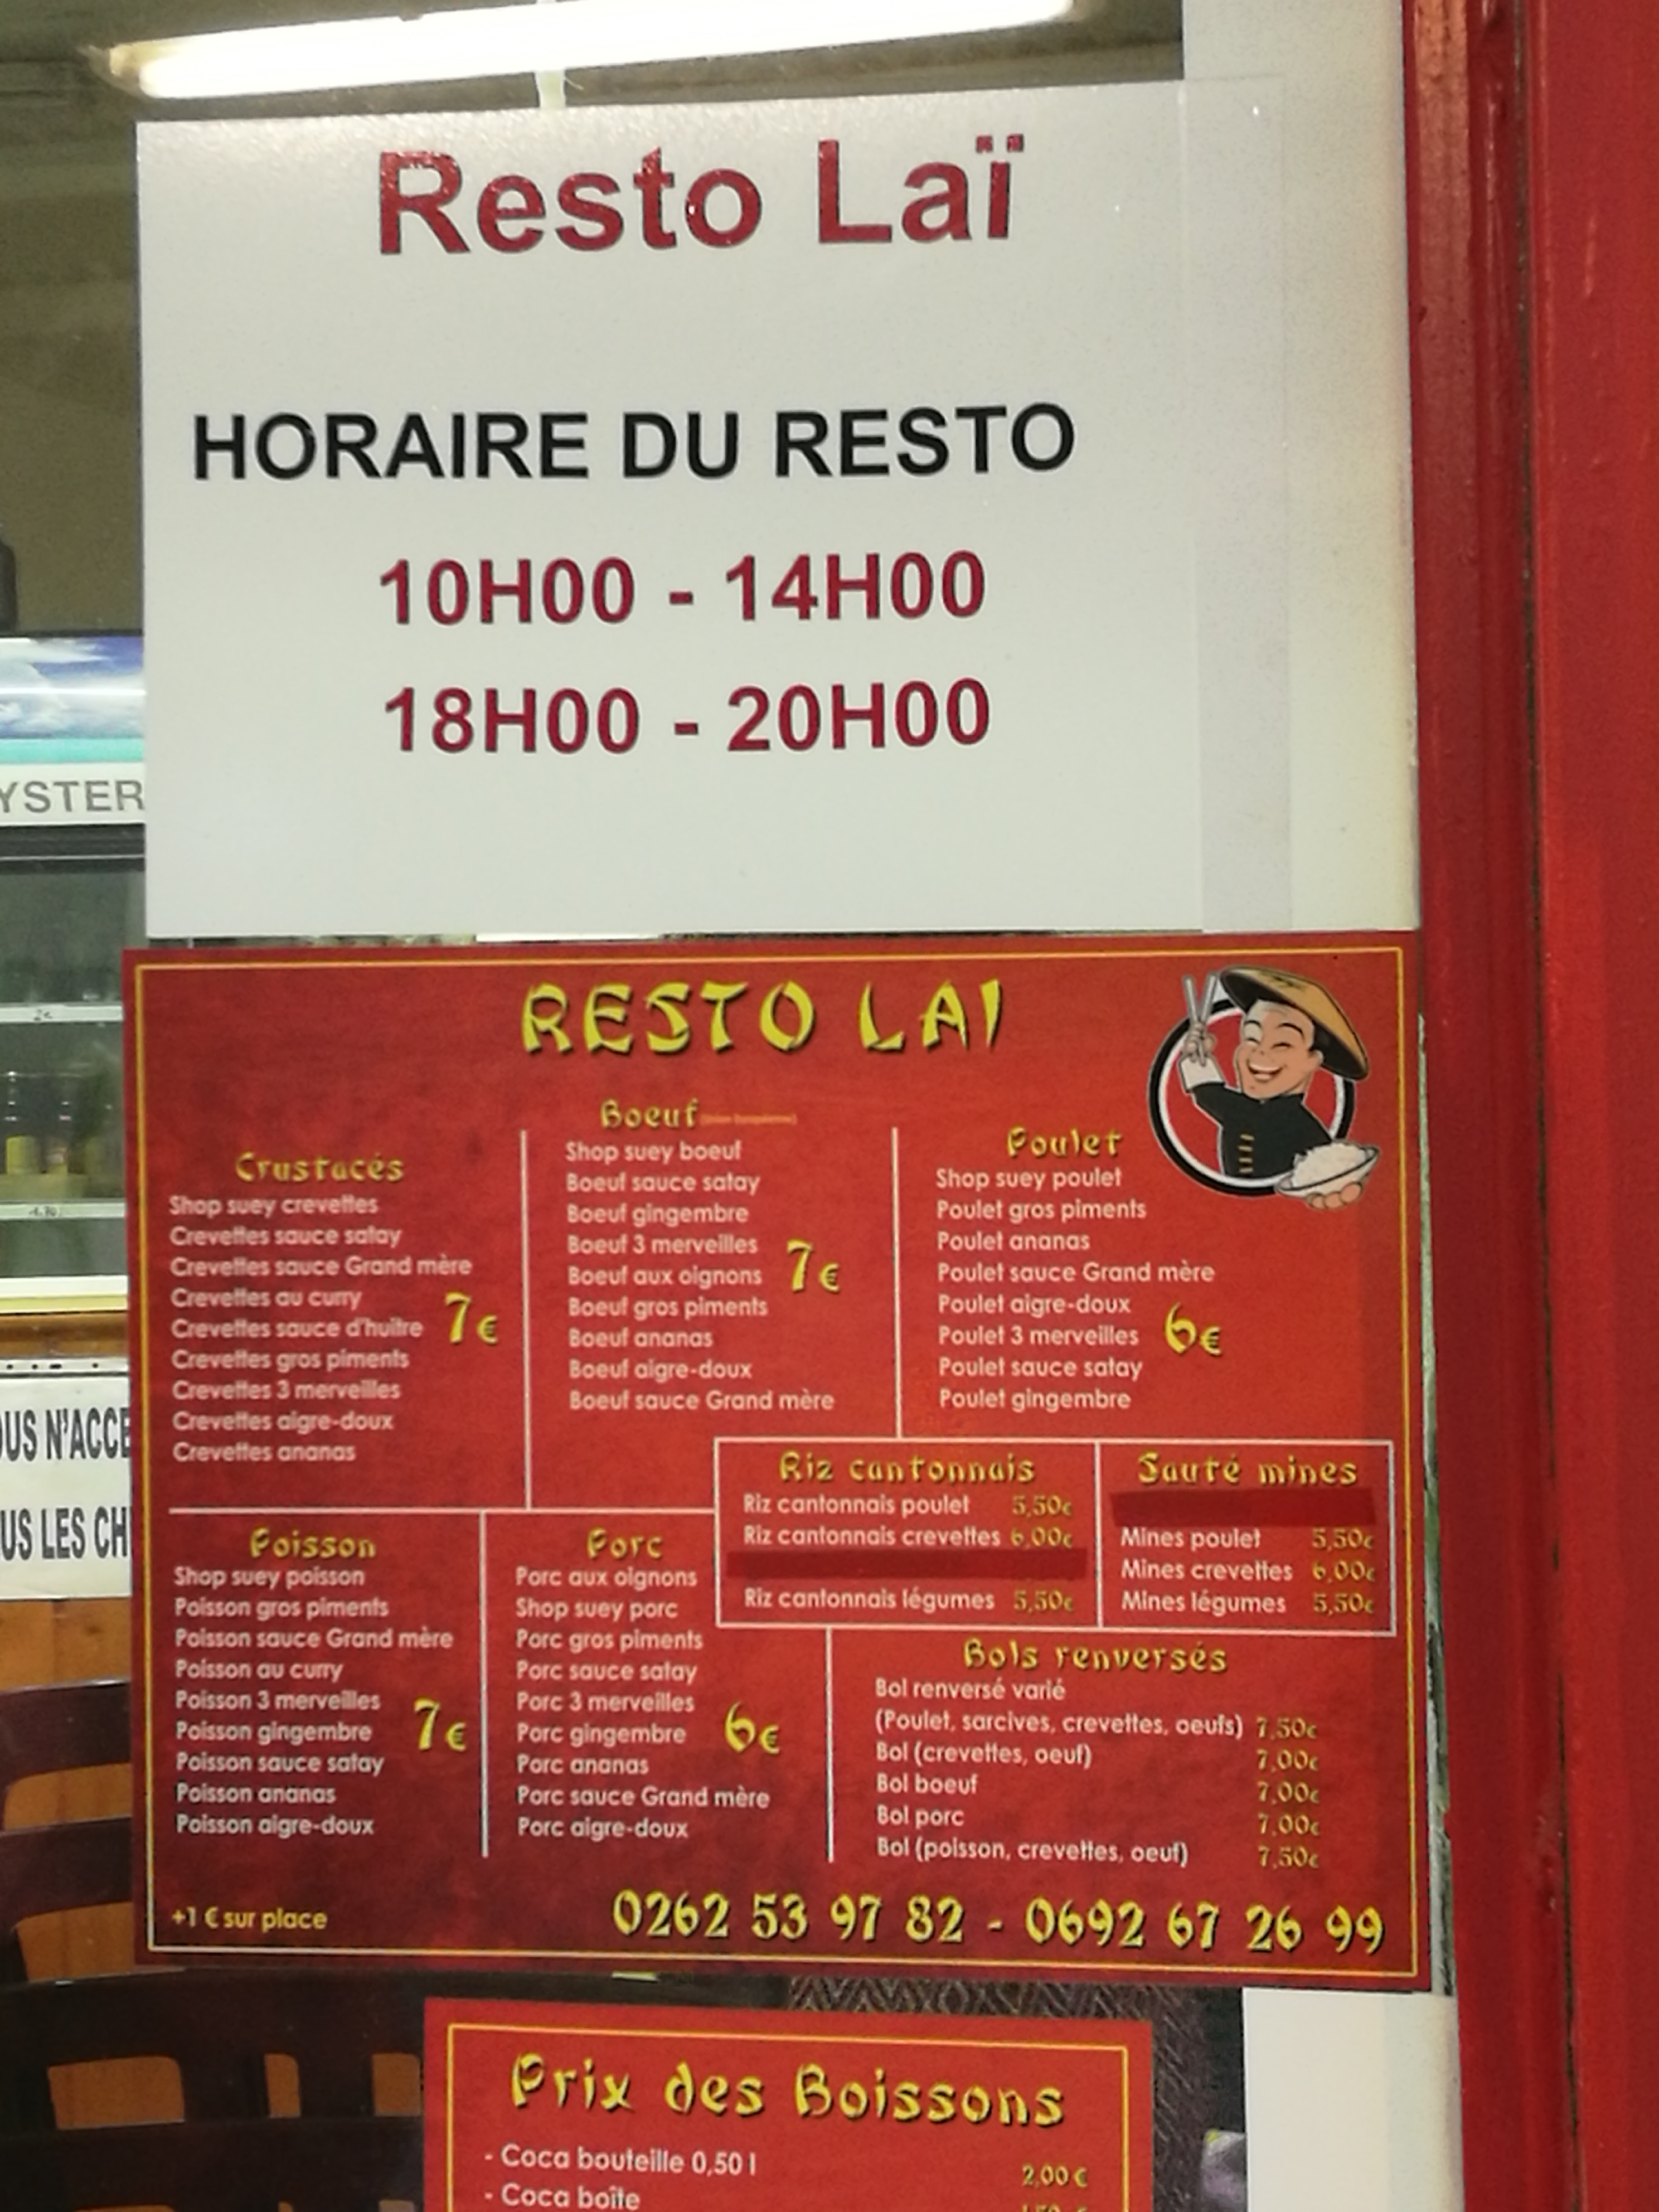 Resto Laï
HORAIRE DU RESTO
10H00 - 14H00
18H00 - 20H00
YSTER
OUS N'ACCE
US LES CH
RESTO LAI
Crustacés
Shop suey crevettes
Crevettes sauce satay
Crevettes sauce Grand mère
Crevettes au curry
Crevettes sauce d'huître
Crevettes gros piments
Crevettes 3 merveilles
Crevettes aigre-doux
Crevettes ananas
7€
Boeuf
Shop suey boeuf
Boeuf sauce satay
Boeuf gingembre
Boeuf 3 merveilles
Boeuf aux oignons
Boeuf gros piments
Boeuf ananas
Boeuf aigre-doux
Boeuf sauce Grand mère
7€
Poulet
Shop suey poulet
Poulet gros piments
Poulet ananas
Poulet sauce Grand mère
Poulet aigre-doux
Poulet 3 merveilles
Poulet sauce satay
Poulet gingembre
6€
Riz cantonnais
Riz cantonnais poulet 5,50€
Riz cantonnais crevettes 6,00€
Riz cantonnais légumes 5,50€
Sauté mines
Mines poulet 5,50€
Mines crevettes 6,00€
Mines légumes 5,50€
Poisson
Shop suey poisson
Poisson gros piments
Poisson sauce Grand mère
Poisson au curry
Poisson 3 merveilles
Poisson gingembre
Poisson sauce satay
Poisson ananas
Poisson aigre-doux
7€
Porc
Porc aux oignons
Shop suey porc
Porc gros piments
Porc sauce satay
Porc 3 merveilles
Porc gingembre
Porc ananas
Porc sauce Grand mère
Porc aigre-doux
6€
Bols renversés
Bol renversé varié
(Poulet, sarcives, crevettes, oeufs) 7,50€
Bol (crevettes, oeuf) 7,00€
Bol boeuf 7,00€
Bol porc 7,00€
Bol (poisson, crevettes, oeuf) 7,50€
+1 € sur place
0262 53 97 82 - 0692 67 26 99
Prix des Boissons
- Coca bouteille 0,50 l 2,00 €
- Coca boîte